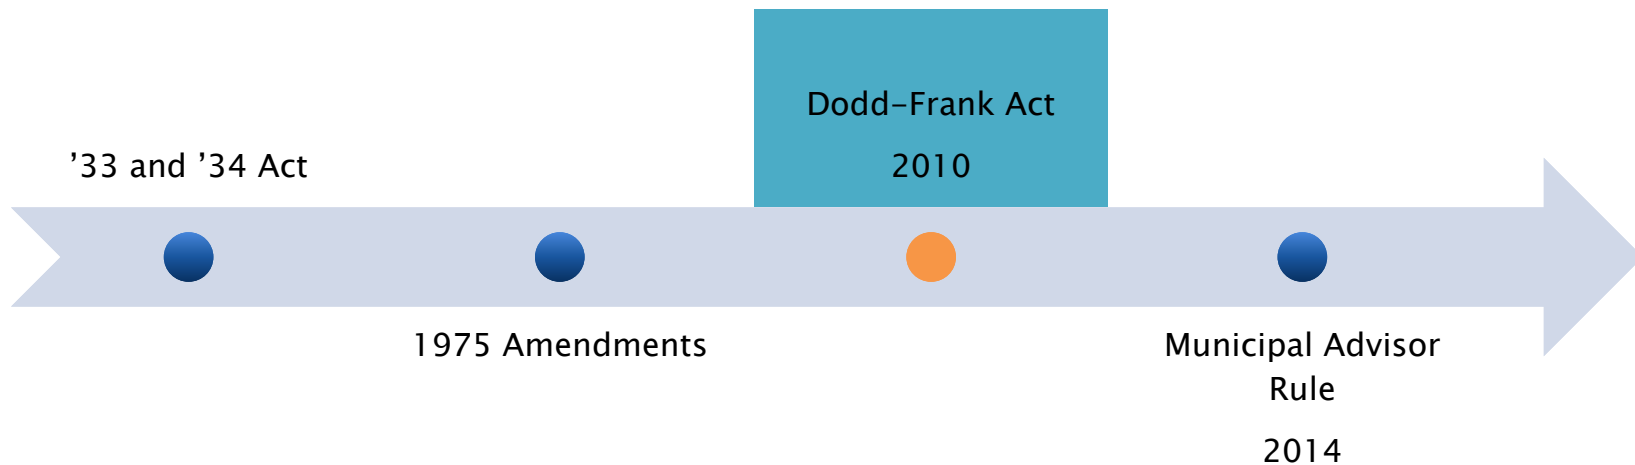 ’33 and ’34 Act
1975 Amendments
Dodd-Frank Act
2010
Municipal Advisor
Rule
2014